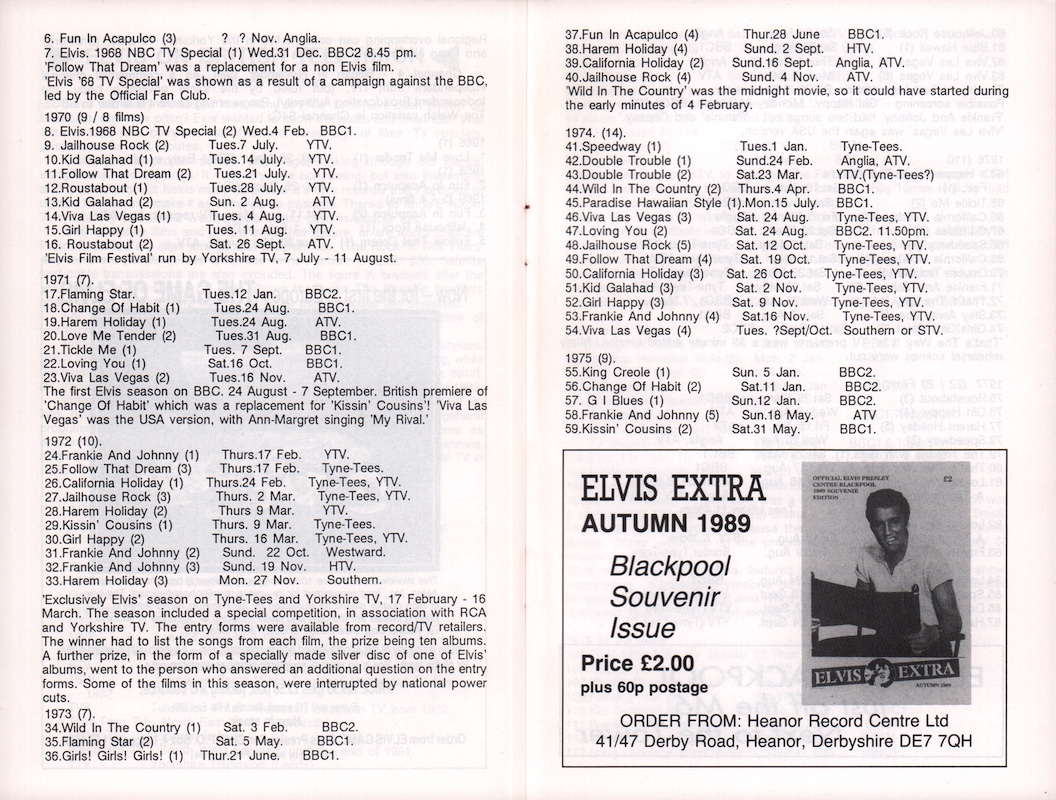 6. Fun In Acapulco (3) ? ? Nov. Anglia.
7. Elvis. 1968 NBC TV Special (1) Wed.31 Dec. BBC2 8.45 pm.
'Follow That Dream' was a replacement for a non Elvis film.
'Elvis '68 TV Special' was shown as a result of a campaign against the BBC,
led by the Official Fan Club.
1970 (9 / 8 films)
8. Elvis.1968 NBC TV Special (2) Wed.4 Feb. BBC1.
9. Jailhouse Rock (2) Tues.7 July. YTV.
10.Kid Galahad (1) Tues.14 July. YTV.
11.Follow That Dream (2) Tues.21 July. YTV.
12.Roustabout (1) Tues.28 July. YTV.
13.Kid Galahad (2) Sun. 2 Aug. ATV
14.Viva Las Vegas (1) Tues. 4 Aug. YTV.
15.Girl Happy (1) Tues. 11 Aug. YTV.
16. Roustabout (2) Sat. 26 Sept. ATV.
'Elvis Film Festival' run by Yorkshire TV, 7 July - 11 August.
1971 (7).
17.Flaming Star. Tues.12 Jan. BBC2.
18.Change Of Habit (1) Tues.24 Aug. BBC1.
19.Harem Holiday (1) Tues.24 Aug. ATV.
20.Love Me Tender (2) Tues.31 Aug. BBC1.
21.Tickle Me (1) Tues. 7 Sept. BBC1.
22.Loving You (1) Sat.16 Oct. BBC1.
23.Viva Las Vegas (2) Tues.16 Nov. ATV.
The first Elvis season on BBC. 24 August - 7 September. British premiere of
'Change Of Habit' which was a replacement for 'Kissin' Cousins'! 'Viva Las
Vegas' was the USA version, with Ann-Margret singing 'My Rival.'
1972 (10).
24.Frankie And Johnny (1) Thurs.17 Feb. YTV.
25.Follow That Dream (3) Thurs.17 Feb. Tyne-Tees.
26.California Holiday (1) Thurs.24 Feb. Tyne-Tees, YTV.
27.Jailhouse Rock (3) Thurs. 2 Mar. Tyne-Tees, YTV.
28.Harem Holiday (2) Thurs 9 Mar. YTV.
29.Kissin' Cousins (1) Thurs. 9 Mar. Tyne-Tees.
30.Girl Happy (2) Thurs. 16 Mar. Tyne-Tees, YTV.
31.Frankie And Johnny (2) Sund. 22 Oct. Westward.
32.Frankie And Johnny (3) Sund. 19 Nov. HTV.
33.Harem Holiday (3) Mon. 27 Nov. Southern.
'Exclusively Elvis' season on Tyne-Tees and Yorkshire TV, 17 February - 16
March. The season included a special competition, in association with RCA
and Yorkshire TV. The entry forms were available from record/TV retailers.
The winner had to list the songs from each film, the prize being ten albums.
A further prize, in the form of a specially made silver disc of one of Elvis'
albums, went to the person who answered an additional question on the entry
forms. Some of the films in this season, were interrupted by national power
cuts.
1973 (7).
34.Wild In The Country (1) Sat. 3 Feb. BBC2.
35.Flaming Star (2) Sat. 5 May. BBC1.
36.Girls! Girls! Girls! (1) Thur.21 June. BBC1.
37.Fun In Acapulco (4) Thur.28 June BBC1.
38.Harem Holiday (4) Sund. 2 Sept. HTV.
39.California Holiday (2) Sund.16 Sept. Anglia, ATV.
40.Jailhouse Rock (4) Sund. 4 Nov. ATV.
'Wild In The Country' was the midnight movie, so it could have started during
the early minutes of 4 February.
1974. (14).
41.Speedway (1) Tues.1 Jan. Tyne-Tees.
42.Double Trouble (1) Sund.24 Feb. Anglia, ATV.
43.Double Trouble (2) Sat.23 Mar. YTV.(Tyne-Tees?)
44.Wild In The Country (2) Thurs.4 Apr. BBC1.
45.Paradise Hawaiian Style (1).Mon.15 July. BBC1.
46.Viva Las Vegas (3) Sat. 24 Aug. Tyne-Tees, YTV.
47.Loving You (2) Sat. 24 Aug. BBC2. 11.50pm.
48.Jailhouse Rock (5) Sat. 12 Oct. Tyne-Tees, YTV.
49.Follow That Dream (4) Sat. 19 Oct. Tyne-Tees, YTV.
50.California Holiday (3) Sat. 26 Oct. Tyne-Tees, YTV.
51.Kid Galahad (3) Sat. 2 Nov. Tyne-Tees, YTV.
52.Girl Happy (3) Sat. 9 Nov. Tyne-Tees, YTV.
53.Frankie And Johnny (4) Sat.16 Nov. Tyne-Tees, YTV.
54.Viva Las Vegas (4) Tues. ?Sept/Oct. Southern or STV.
1975 (9).
55.King Creole (1) Sun. 5 Jan. BBC2.
56.Change Of Habit (2) Sat.11 Jan. BBC2.
57. G I Blues (1) Sun.12 Jan. BBC2.
58.Frankie And Johnny (5) Sun.18 May. ATV
59.Kissin' Cousins (2) Sat.31 May. BBC1.
ELVIS EXTRA
AUTUMN 1989
Blackpool
Souvenir
Issue
Price £2.00
plus 60p postage
OFFICIAL ELVIS PRESLEY
CENTRE-BLACKPOOL
1989 SOUVENIR
EDITION
£2
ELVIS EXTRA
AUTUMN 1989
ORDER FROM: Heanor Record Centre Ltd
41/47 Derby Road, Heanor, Derbyshire DE7 7QH